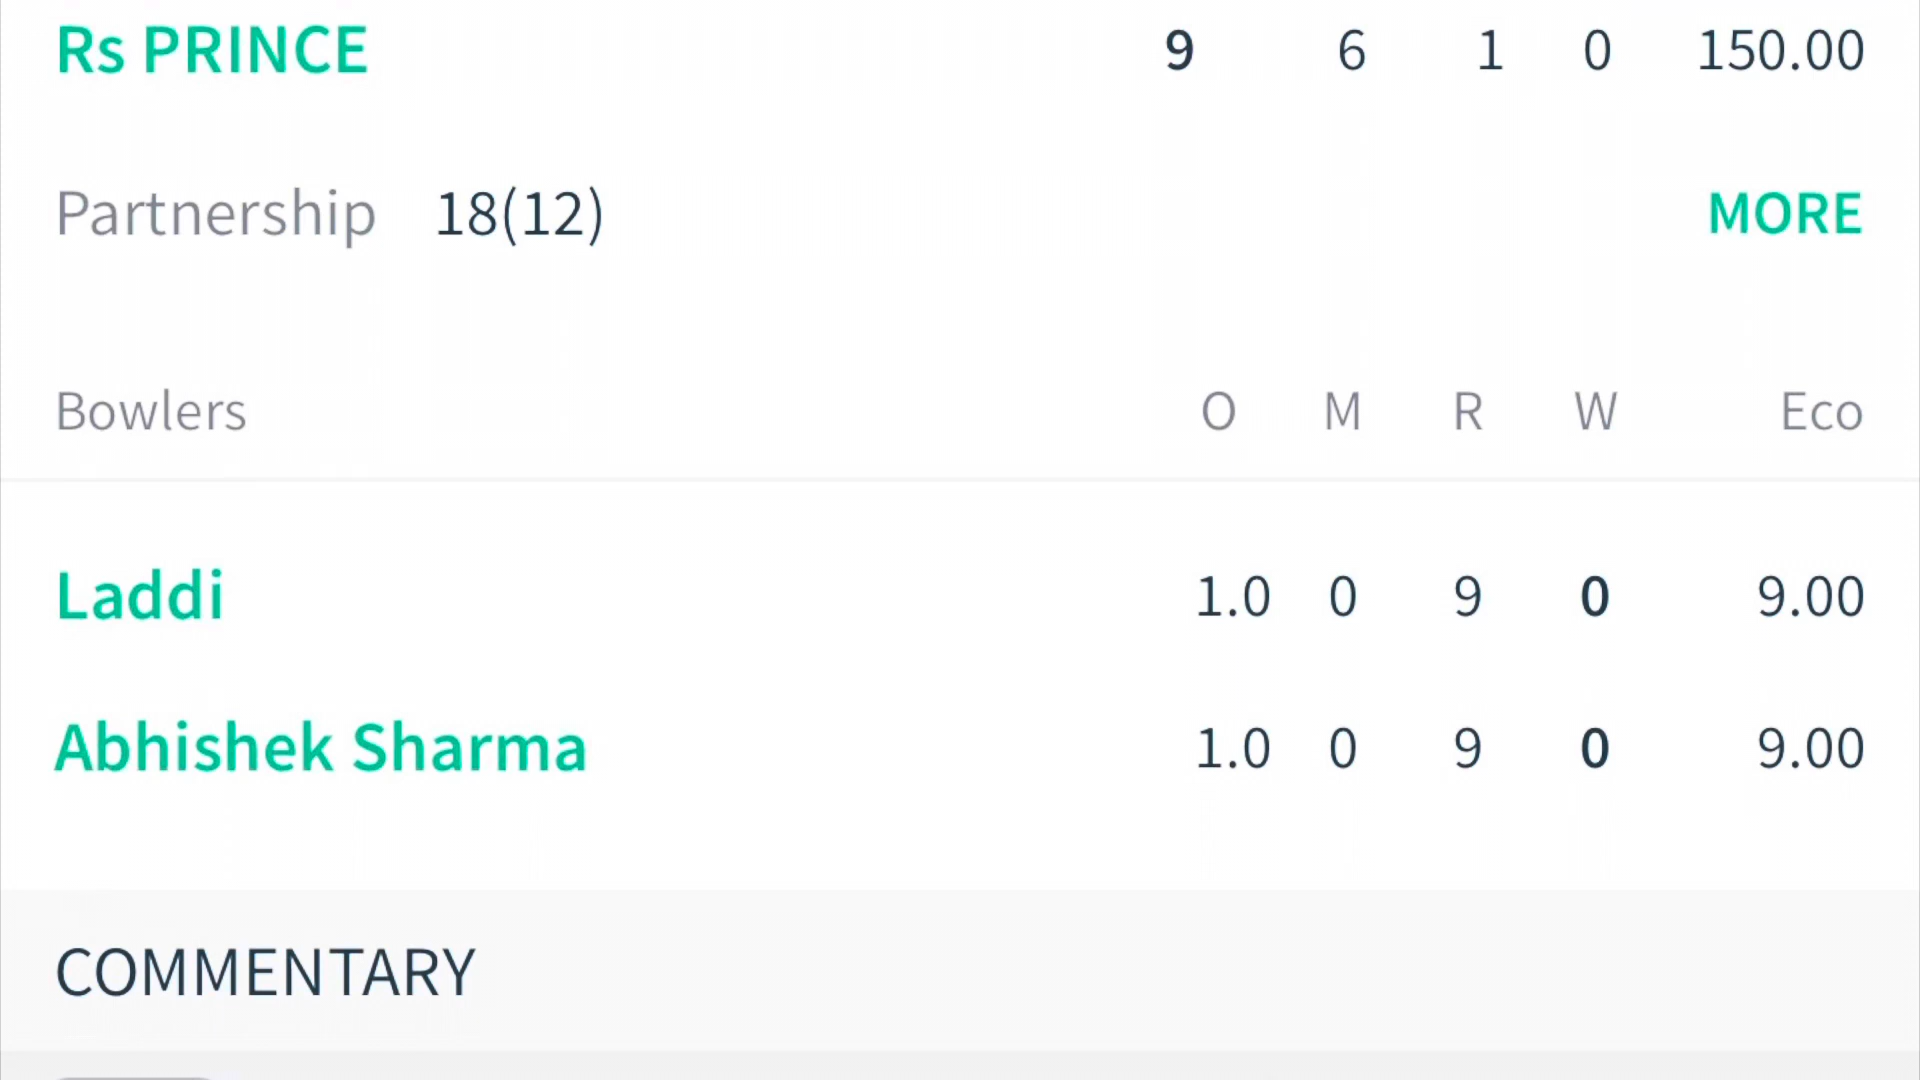 Rs PRINCE 9 6 1 0 150.00
Partnership 18(12) MORE
Bowlers O M R W Eco
Laddi 1.0 0 9 0 9.00
Abhishek Sharma 1.0 0 9 0 9.00
COMMENTARY